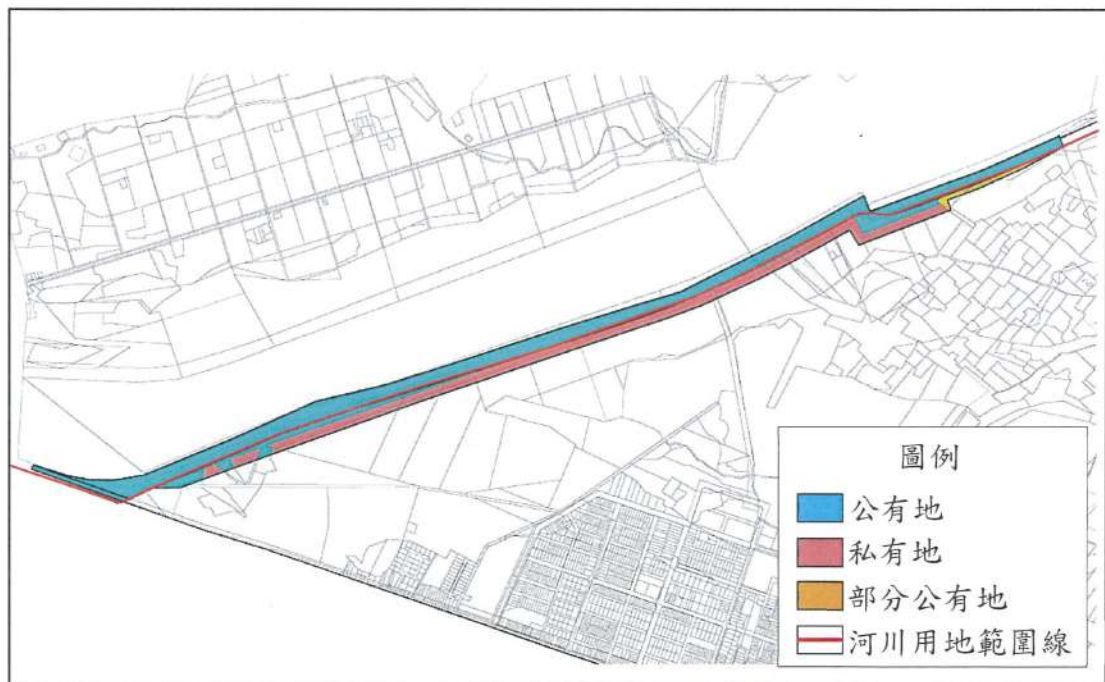 圖例
公有地
私有地
部分公有地
河川用地範圍線